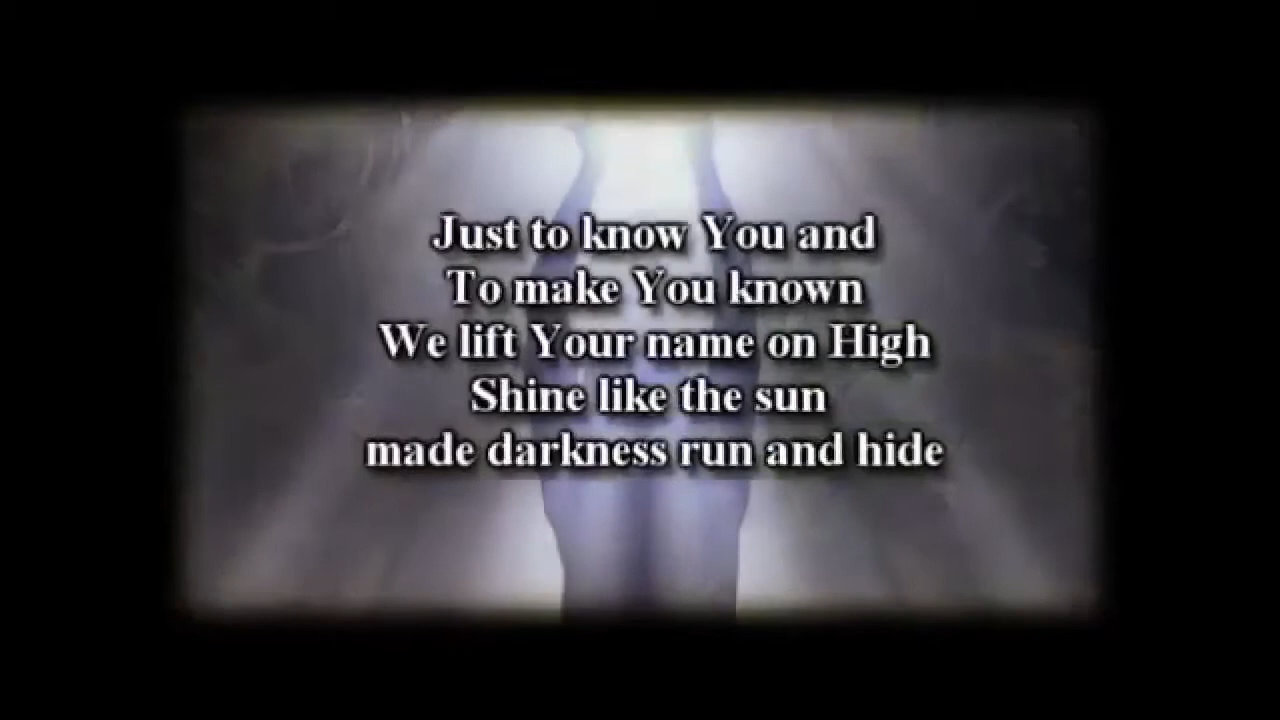 Just to know You and
To make You known
We lift Your name on High
Shine like the sun
made darkness run and hide